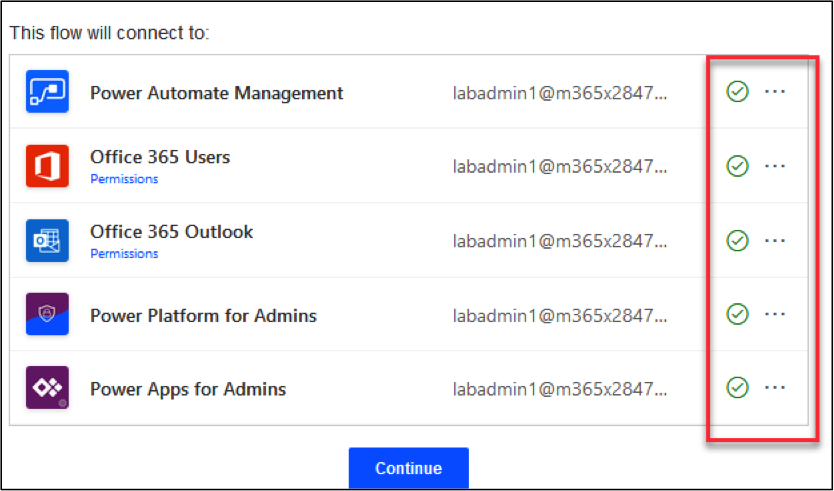 This flow will connect to:
Power Automate Management labadmin1@m365x2847...
Office 365 Users labadmin1@m365x2847...
Permissions
Office 365 Outlook labadmin1@m365x2847...
Permissions
Power Platform for Admins labadmin1@m365x2847...
Power Apps for Admins labadmin1@m365x2847...
Continue